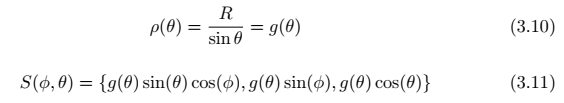 ρ(θ) = R / sin θ = g(θ) (3.10)
S(ϕ, θ) = {g(θ) sin(θ) cos(ϕ), g(θ) sin(ϕ), g(θ) cos(θ)} (3.11)